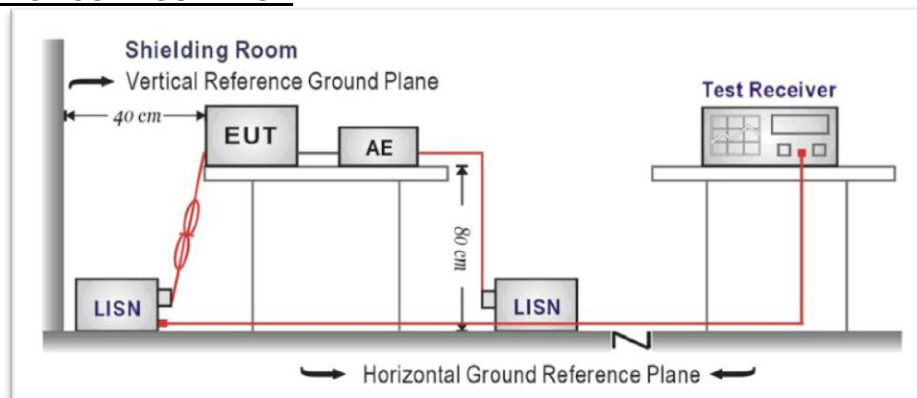 Shielding Room
Vertical Reference Ground Plane
Test Receiver
40 cm
EUT
AE
80 cm
LISN
LISN
Horizontal Ground Reference Plane